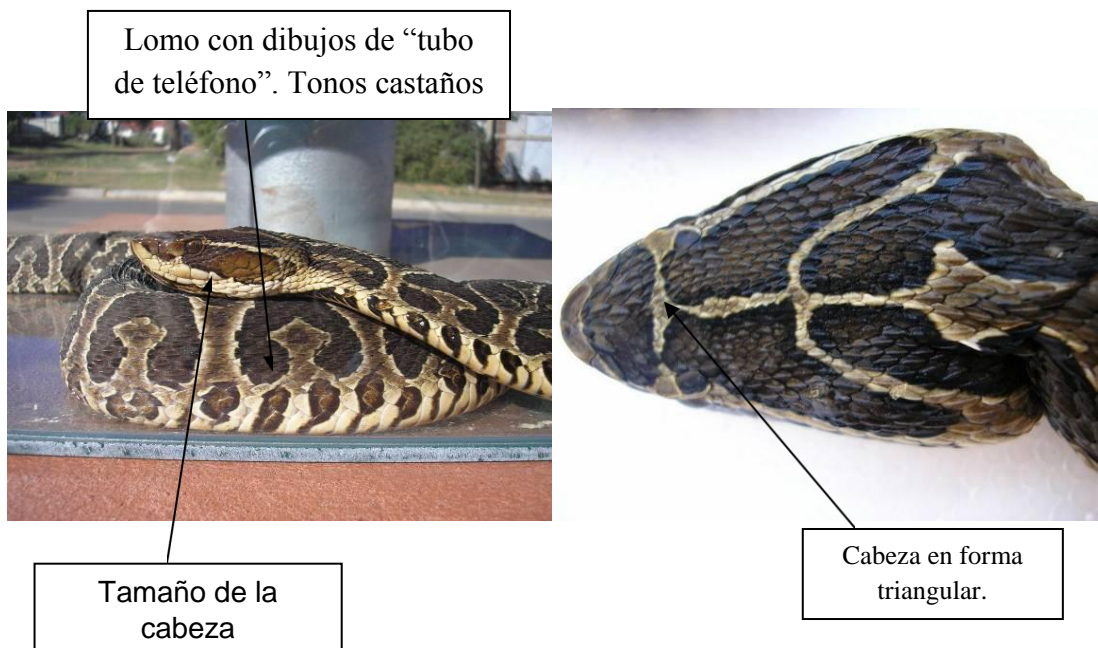 Lomo con dibujos de “tubo
de teléfono”. Tonos castaños
Tamaño de la
cabeza
Cabeza en forma
triangular.